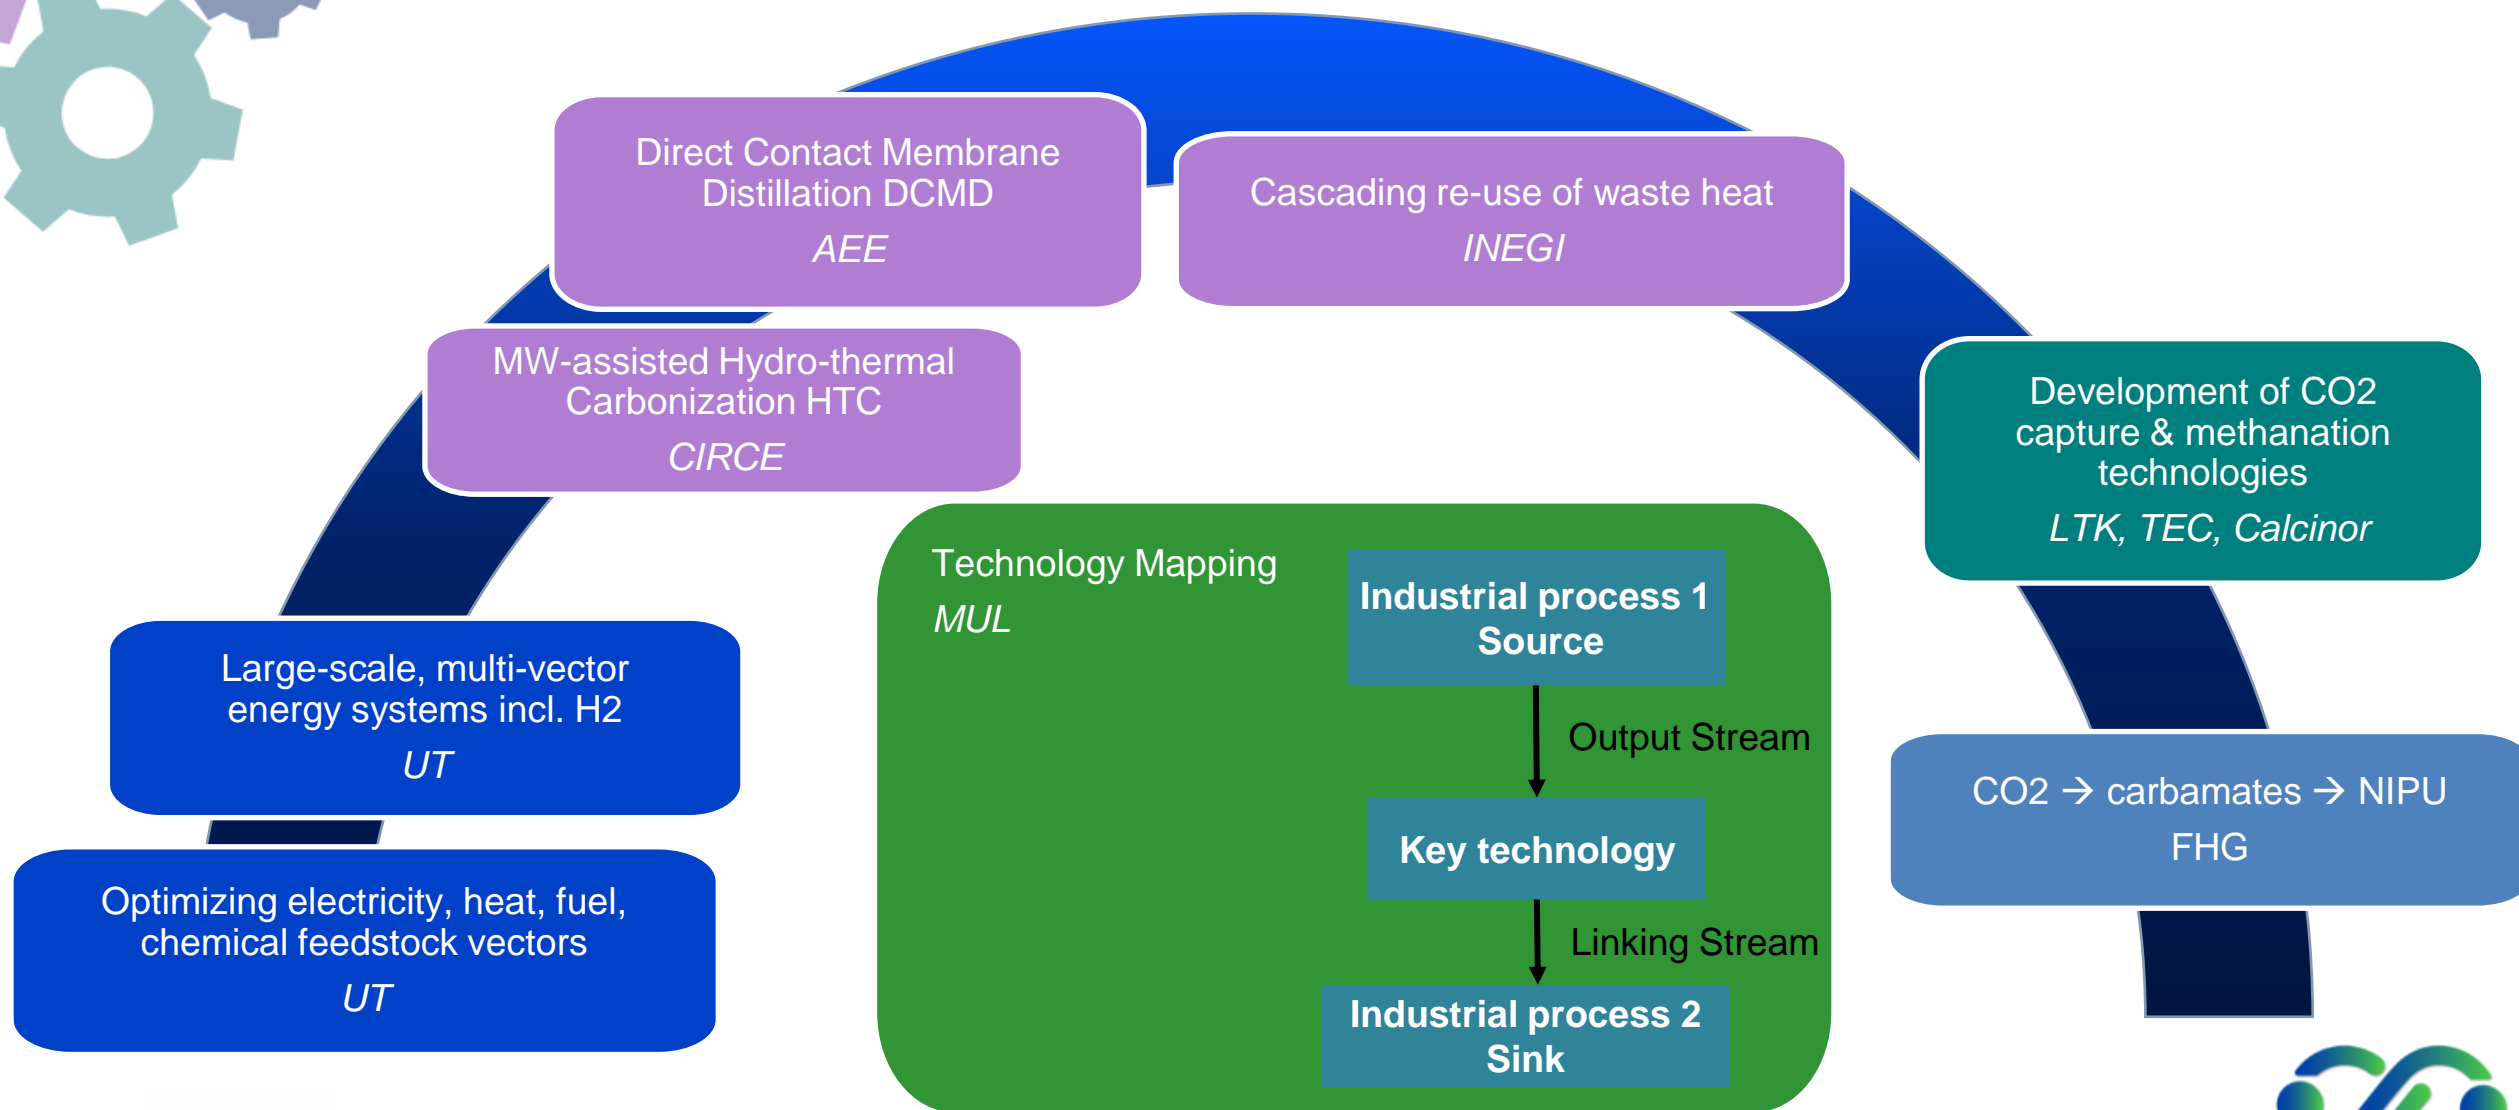 Direct Contact Membrane
Distillation DCMD
AEE
Cascading re-use of waste heat
INEGI
MW-assisted Hydro-thermal
Carbonization HTC
CIRCE
Development of CO2
capture & methanation
technologies
LTK, TEC, Calcinor
Technology Mapping
MUL
Industrial process 1
Source
Output Stream
Key technology
Linking Stream
Industrial process 2
Sink
Large-scale, multi-vector
energy systems incl. H2
UT
Optimizing electricity, heat, fuel,
chemical feedstock vectors
UT
CO2 → carbamates → NIPU
FHG